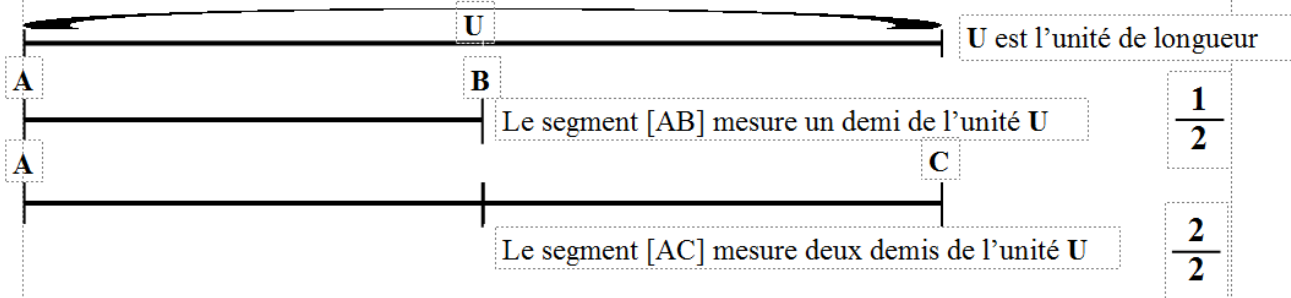 U
U est l’unité de longueur
A
B
Le segment [AB] mesure un demi de l’unité U
1
2
A
C
Le segment [AC] mesure deux demis de l’unité U
2
2